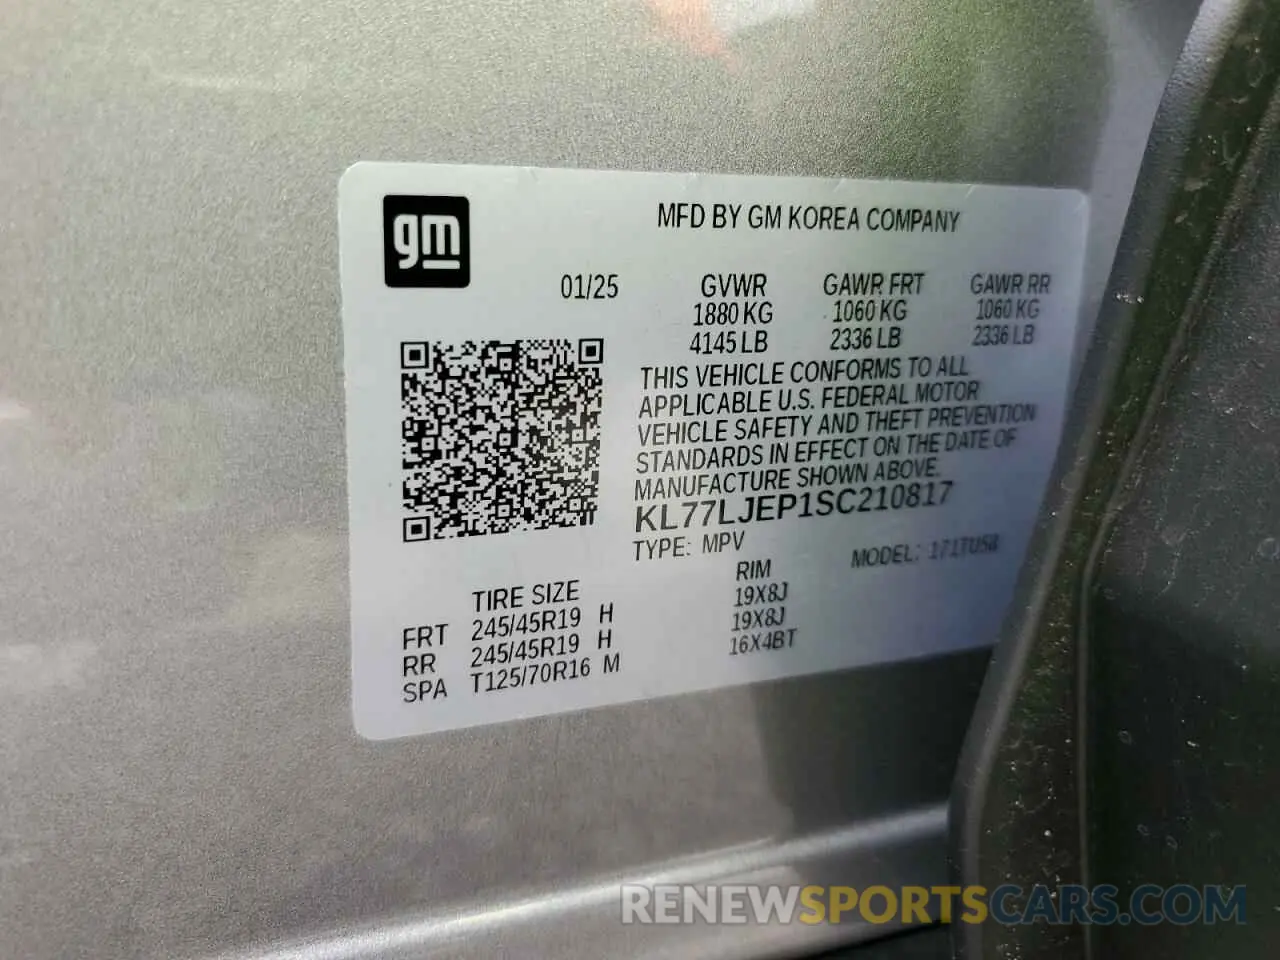 gm
MFD BY GM KOREA COMPANY
01/25
GVWR GAWR FRT GAWR RR
1880 KG 1060 KG 1060 KG
4145 LB 2336 LB 2336 LB
THIS VEHICLE CONFORMS TO ALL
APPLICABLE U.S. FEDERAL MOTOR
VEHICLE SAFETY AND THEFT PREVENTION
STANDARDS IN EFFECT ON THE DATE OF
MANUFACTURE SHOWN ABOVE.
KL77LJEP1SC210817
TYPE: MPV MODEL: 1TU58
TIRE SIZE RIM
FRT 245/45R19 H 19X8J
RR 245/45R19 H 19X8J
SPA T125/70R16 M 16X4BT
RENEWSPORTSCARS.COM